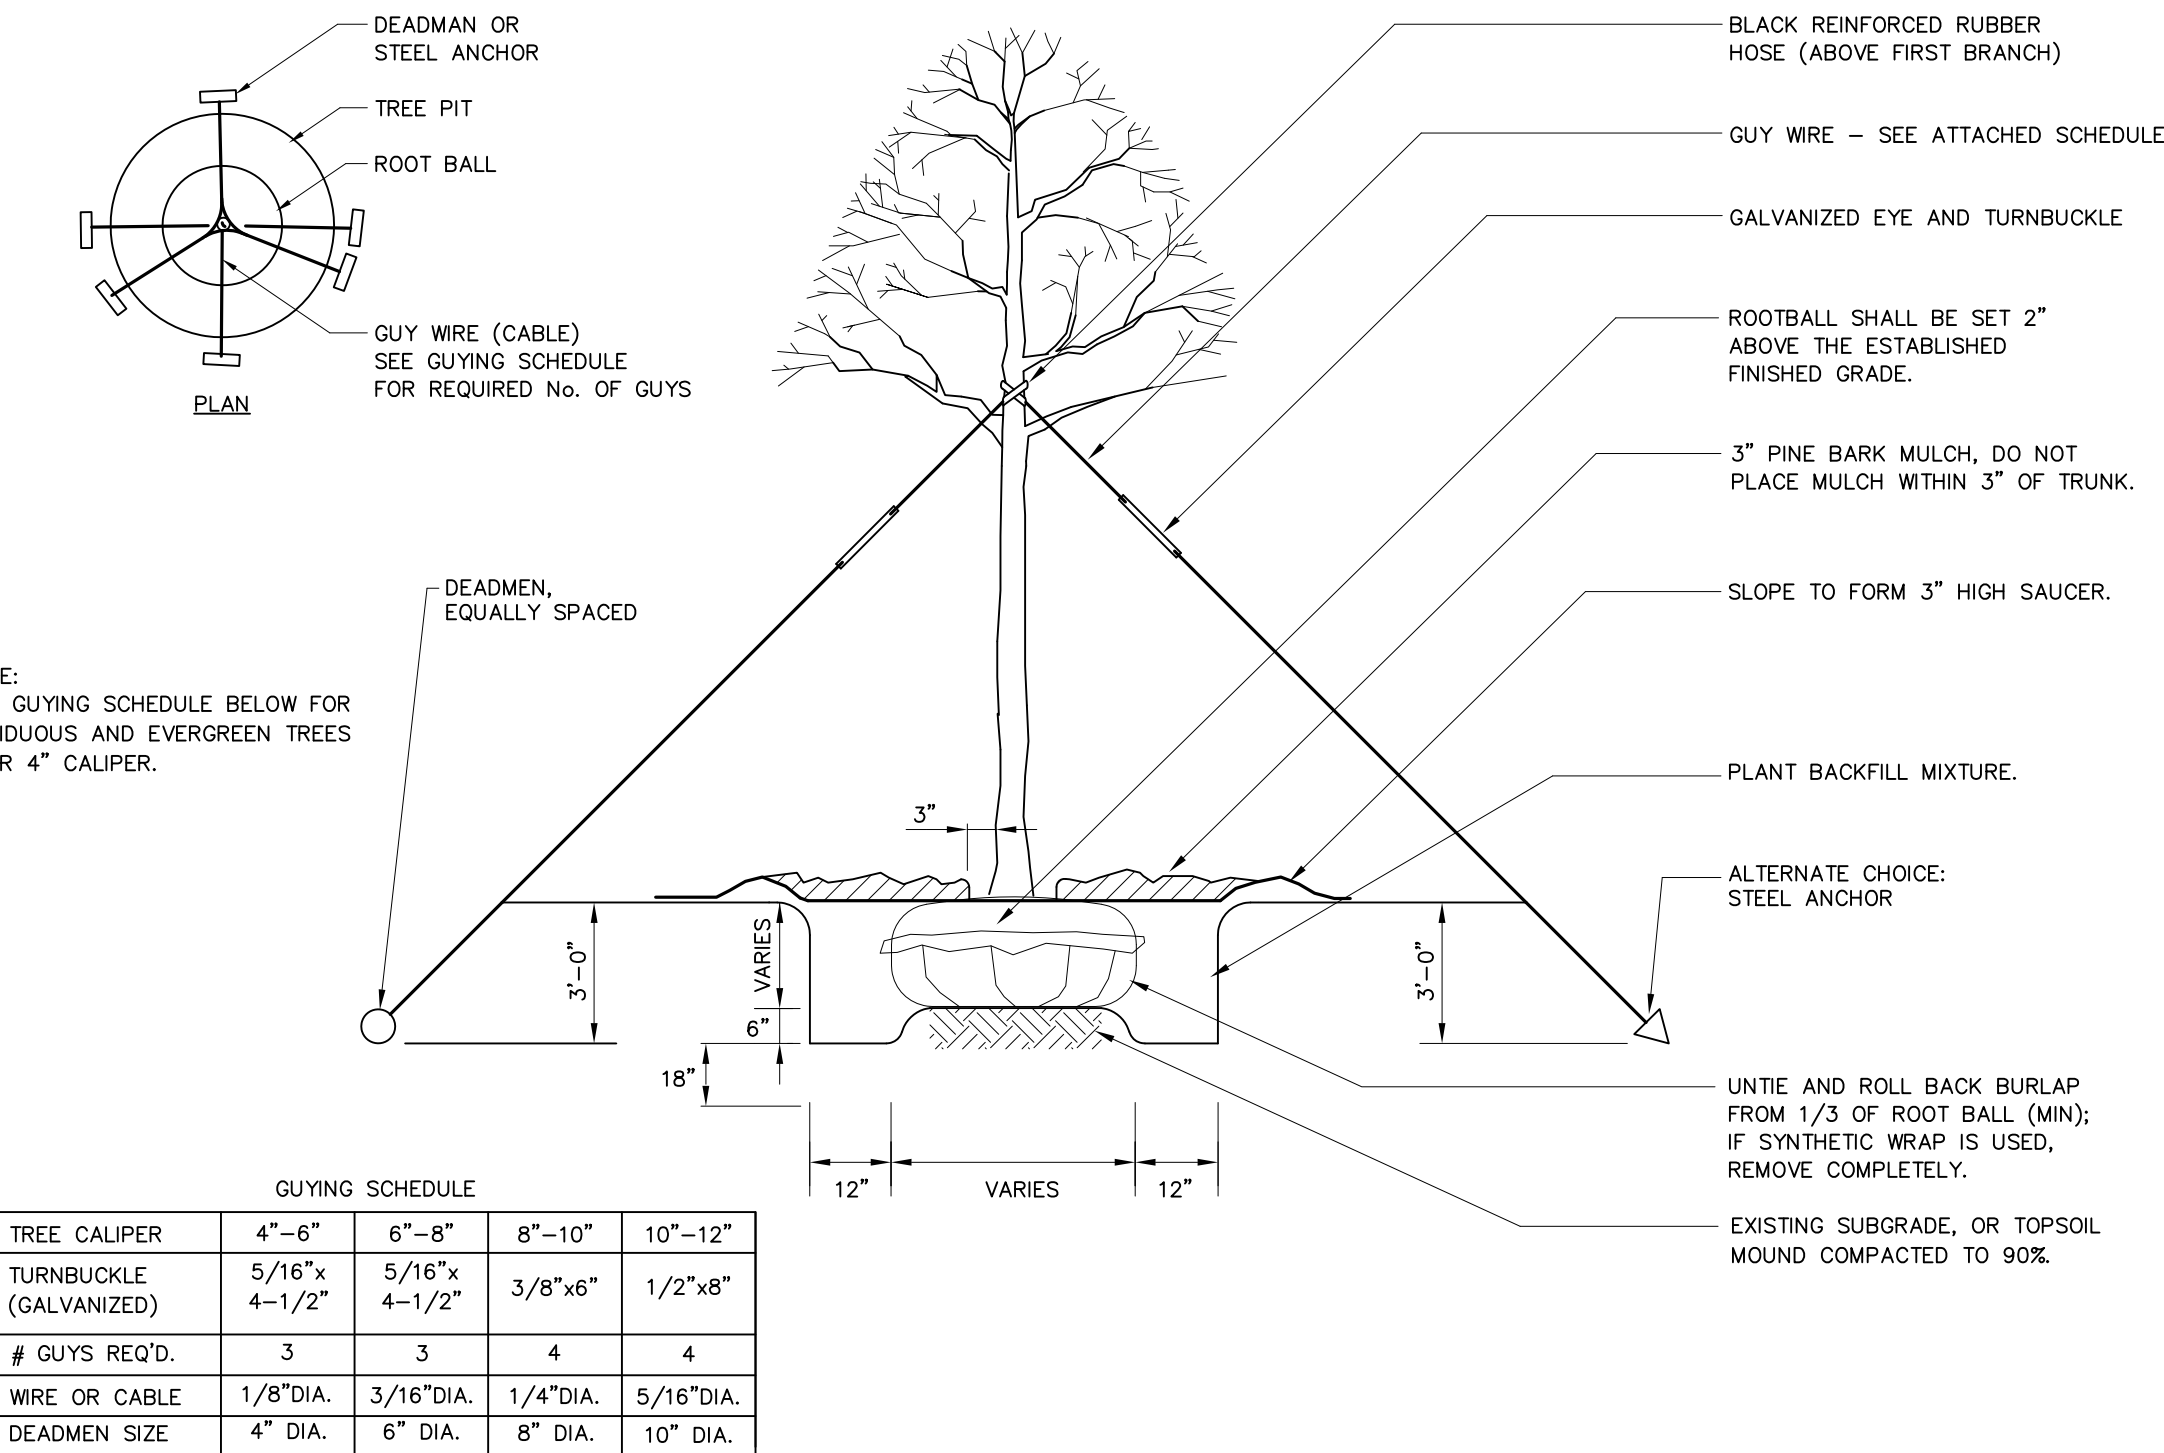 DEADMAN OR
STEEL ANCHOR
TREE PIT
ROOT BALL
GUY WIRE (CABLE)
SEE GUYING SCHEDULE
FOR REQUIRED No. OF GUYS
PLAN
BLACK REINFORCED RUBBER
HOSE (ABOVE FIRST BRANCH)
GUY WIRE – SEE ATTACHED SCHEDULE
GALVANIZED EYE AND TURNBUCKLE
ROOTBALL SHALL BE SET 2”
ABOVE THE ESTABLISHED
FINISHED GRADE.
3” PINE BARK MULCH, DO NOT
PLACE MULCH WITHIN 3” OF TRUNK.
SLOPE TO FORM 3” HIGH SAUCER.
PLANT BACKFILL MIXTURE.
ALTERNATE CHOICE:
STEEL ANCHOR
UNTIE AND ROLL BACK BURLAP
FROM 1/3 OF ROOT BALL (MIN);
IF SYNTHETIC WRAP IS USED,
REMOVE COMPLETELY.
EXISTING SUBGRADE, OR TOPSOIL
MOUND COMPACTED TO 90%.
DEADMEN,
EQUALLY SPACED
E:
GUYING SCHEDULE BELOW FOR
IDUOUS AND EVERGREEN TREES
R 4” CALIPER.
3”
3’–0”
VARIES
6”
18”
3’–0”
12”
VARIES
12”
GUYING SCHEDULE
TREE CALIPER 4”–6” 6”–8” 8”–10” 10”–12”
TURNBUCKLE (GALVANIZED) 5/16”x 4–1/2” 5/16”x 4–1/2” 3/8”x6” 1/2”x8”
# GUYS REQ’D. 3 3 4 4
WIRE OR CABLE 1/8”DIA. 3/16”DIA. 1/4”DIA. 5/16”DIA.
DEADMEN SIZE 4” DIA. 6” DIA. 8” DIA. 10” DIA.